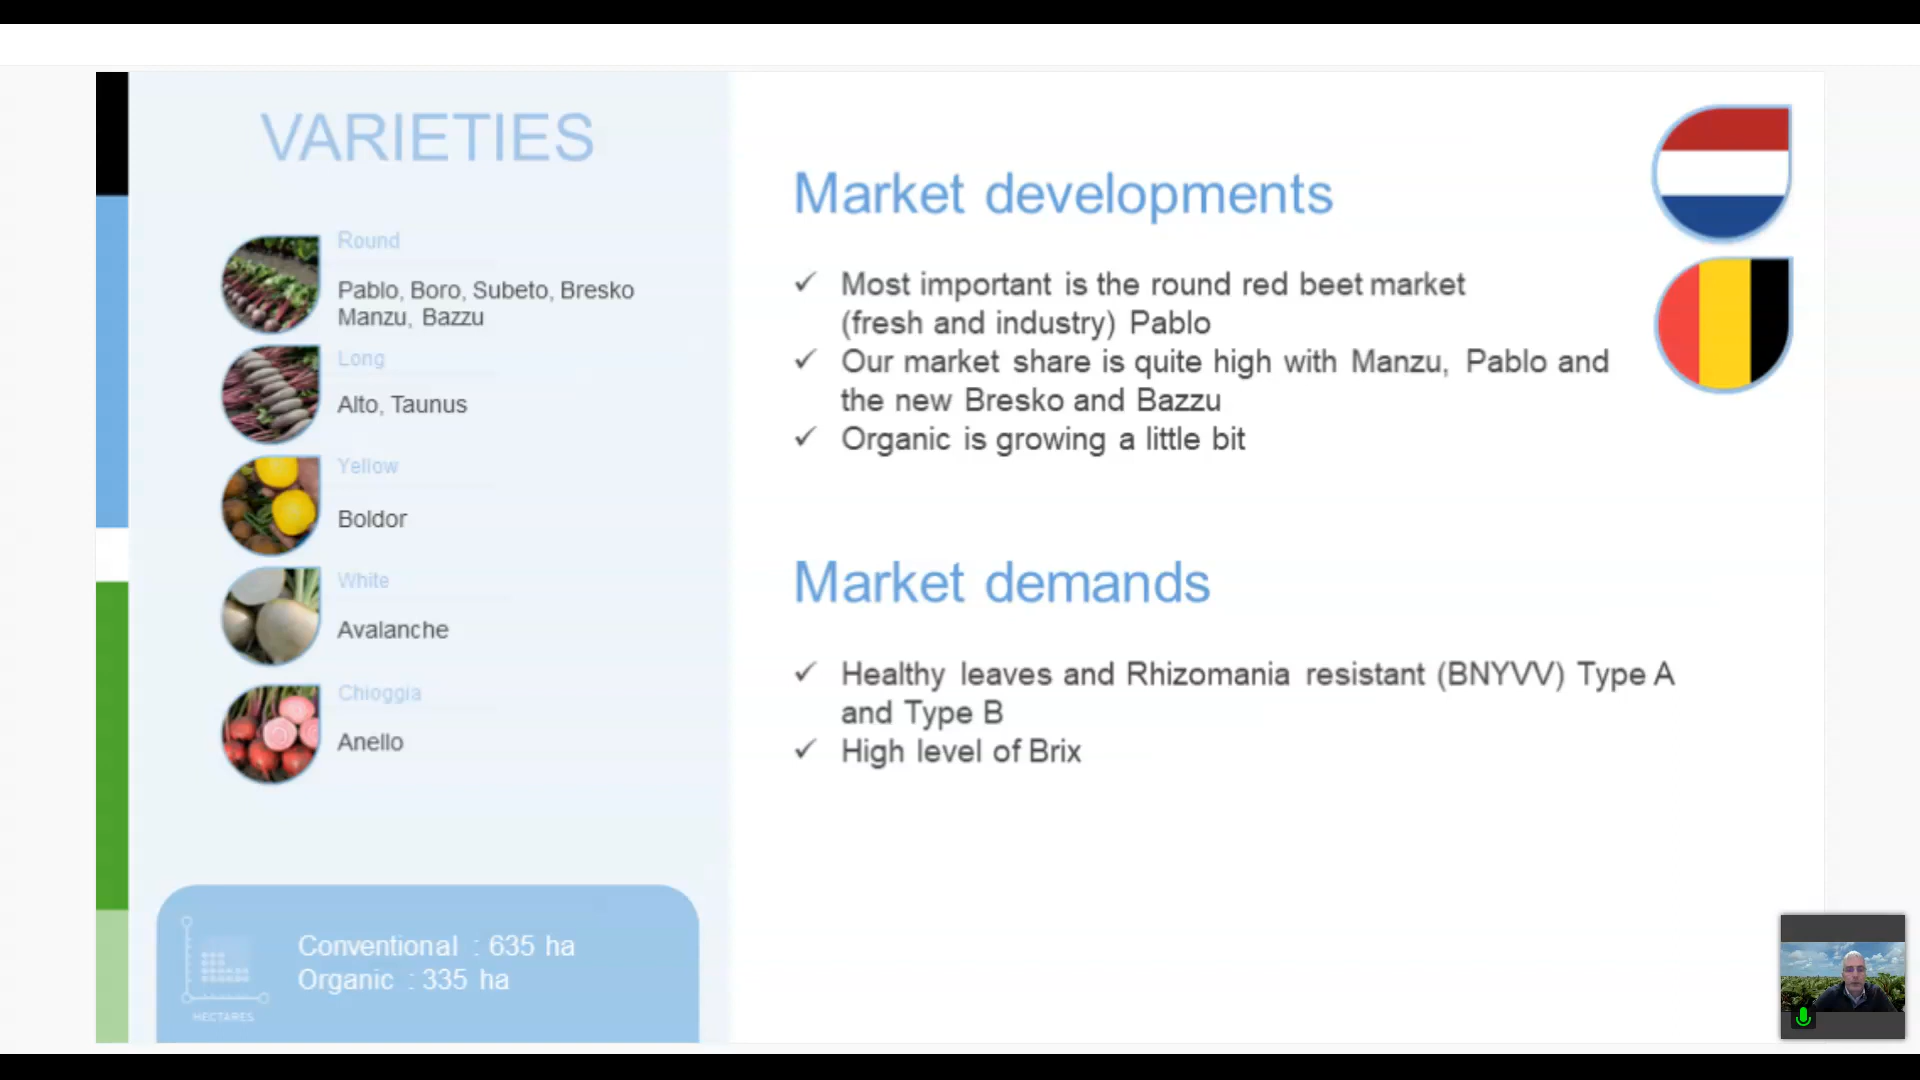 VARIETIES
Round
Pablo, Boro, Subeto, Bresko
Manzu, Bazzu
Long
Alto, Taunus
Yellow
Boldor
White
Avalanche
Chioggia
Anello
Conventional : 635 ha
Organic : 335 ha
HECTARES
Market developments
✓ Most important is the round red beet market
(fresh and industry) Pablo
✓ Our market share is quite high with Manzu, Pablo and
the new Bresko and Bazzu
✓ Organic is growing a little bit
Market demands
✓ Healthy leaves and Rhizomania resistant (BNYVV) Type A
and Type B
✓ High level of Brix